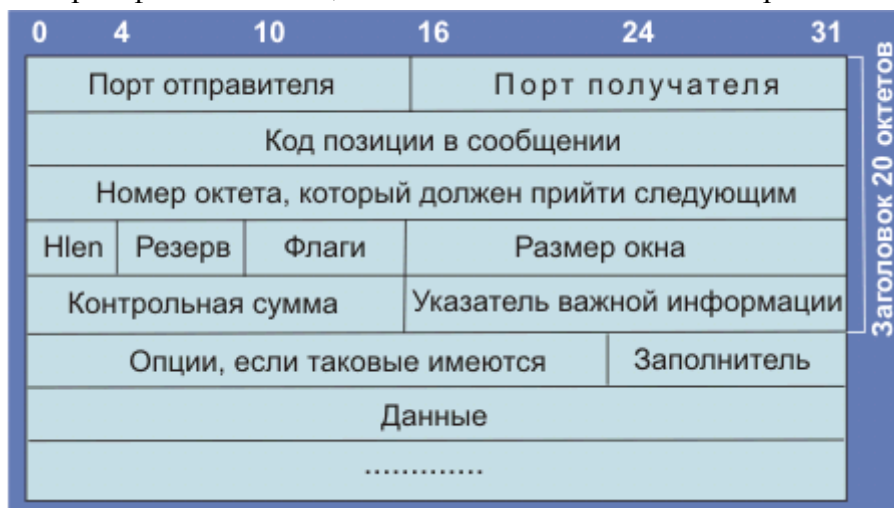 0 4 10 16 24 31
Порт отправителя Порт получателя
Код позиции в сообщении
Номер октета, который должен прийти следующим
Hlen Резерв Флаги Размер окна
Контрольная сумма Указатель важной информации
Опции, если таковые имеются Заполнитель
Данные
.............
Заголовок 20 октетов